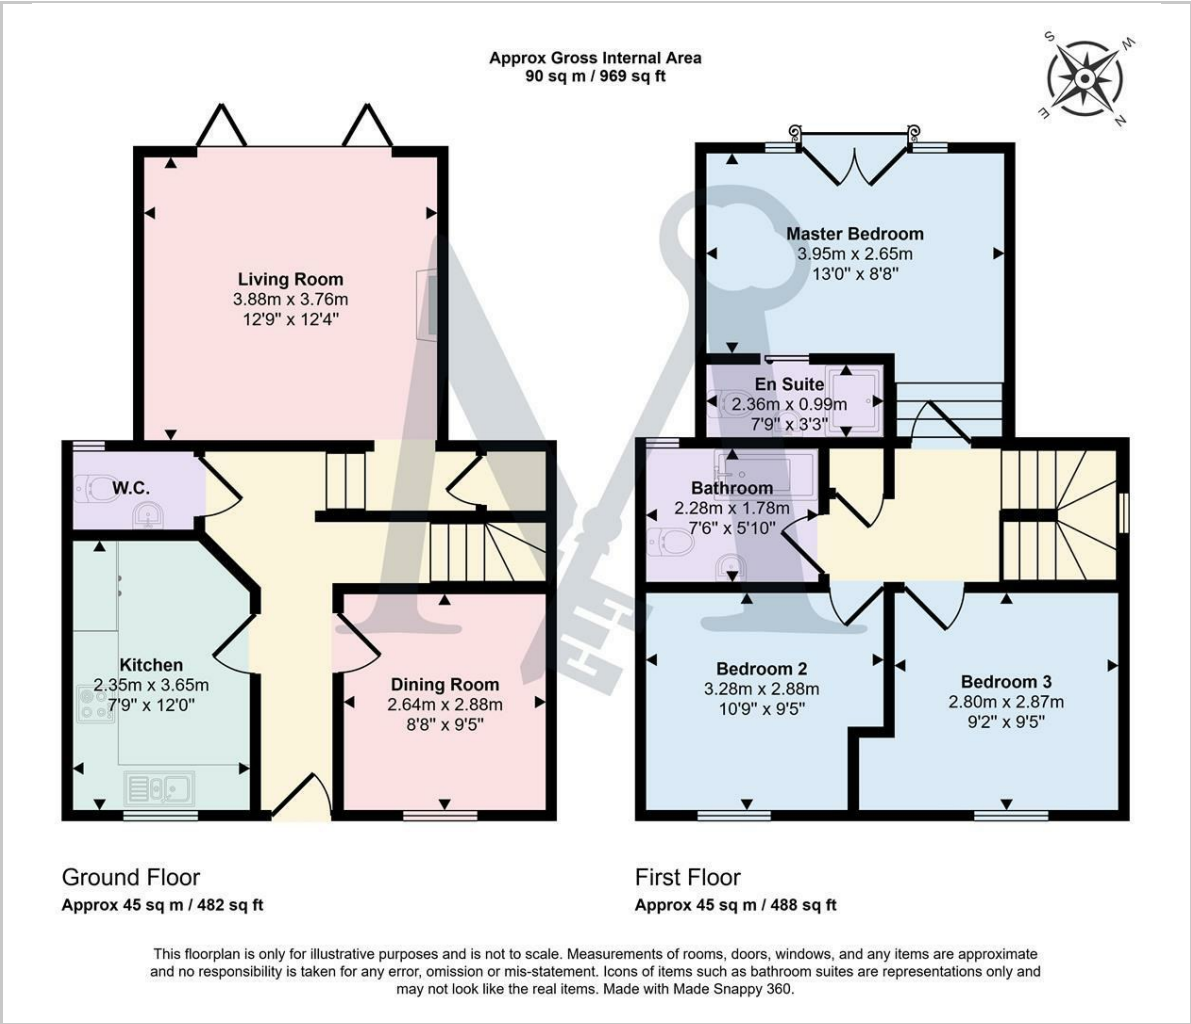 Approx Gross Internal Area
90 sq m / 969 sq ft
S
W
E
N
Living Room
3.88m x 3.76m
12'9" x 12'4"
W.C.
Kitchen
2.35m x 3.65m
7'9" x 12'0"
Dining Room
2.64m x 2.88m
8'8" x 9'5"
Master Bedroom
3.95m x 2.65m
13'0" x 8'8"
En Suite
2.36m x 0.99m
7'9" x 3'3"
Bathroom
2.28m x 1.78m
7'6" x 5'10"
Bedroom 2
3.28m x 2.88m
10'9" x 9'5"
Bedroom 3
2.80m x 2.87m
9'2" x 9'5"
Ground Floor
Approx 45 sq m / 482 sq ft
First Floor
Approx 45 sq m / 488 sq ft
This floorplan is only for illustrative purposes and is not to scale. Measurements of rooms, doors, windows, and any items are approximate
and no responsibility is taken for any error, omission or mis-statement. Icons of items such as bathroom suites are representations only and
may not look like the real items. Made with Made Snappy 360.